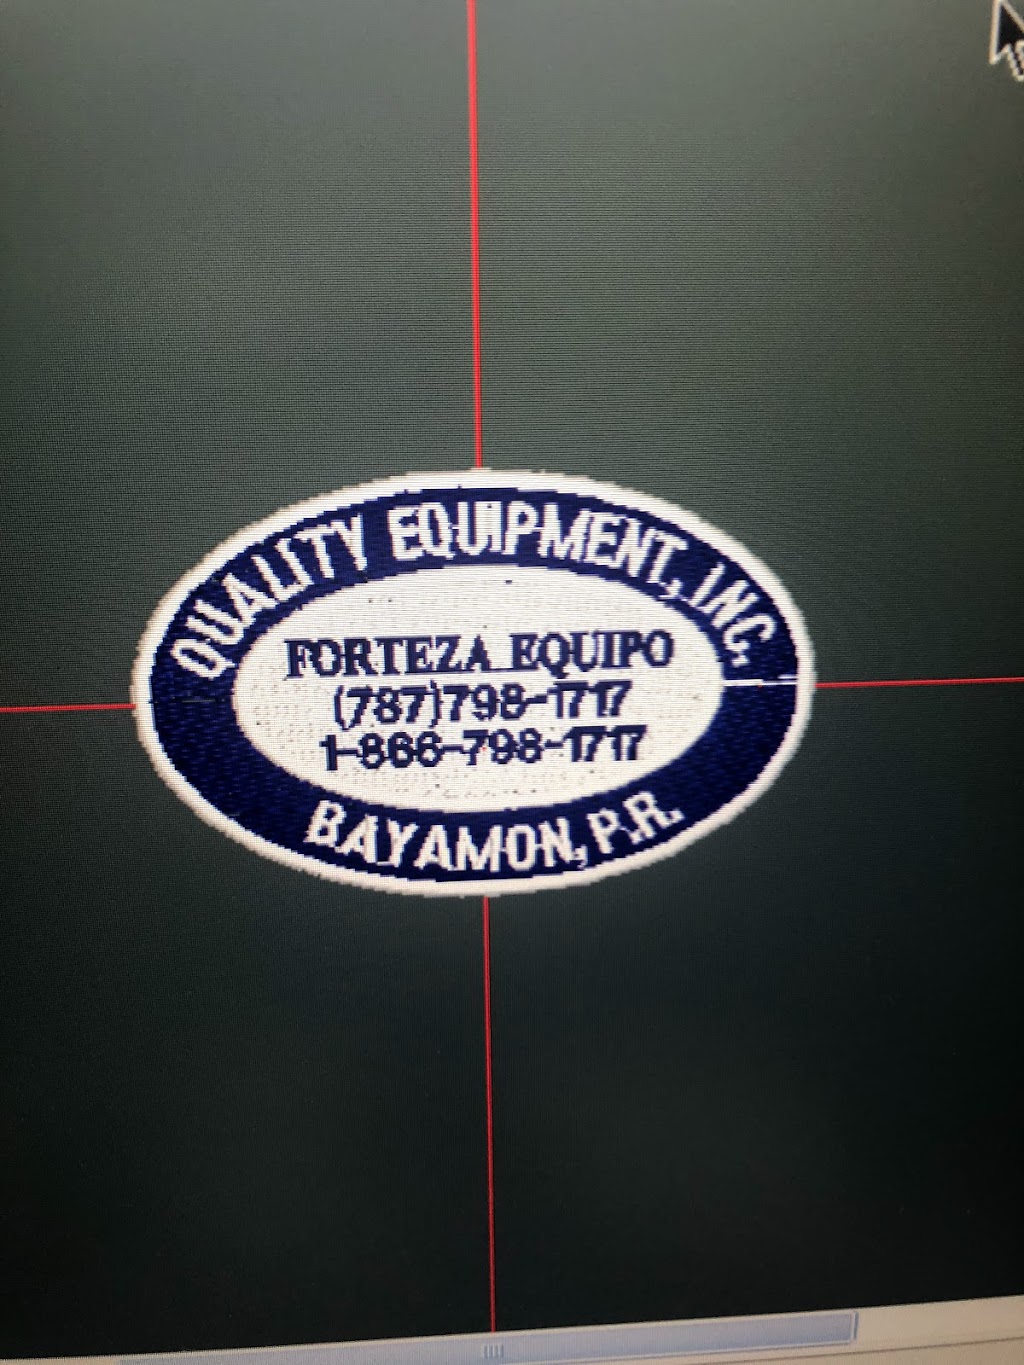 QUALITY EQUIPMENT, INC.
FORTEZA EQUIPO
(787)798-1717
1-866-798-1717
BAYAMON, P.R.